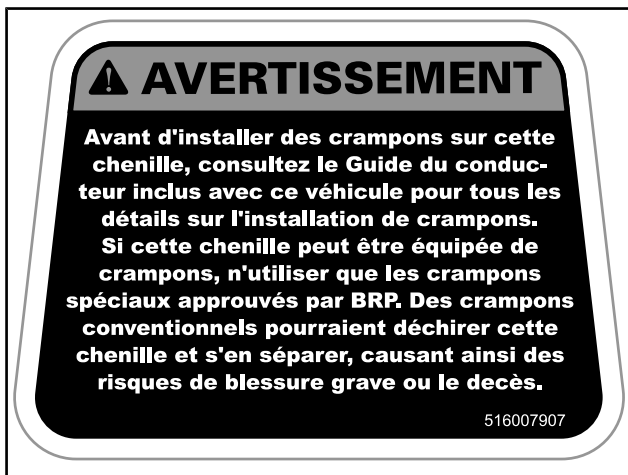 AVERTISSEMENT
Avant d'installer des crampons sur cette
chenille, consultez le Guide du conduc-
teur inclus avec ce véhicule pour tous les
détails sur l'installation de crampons.
Si cette chenille peut être équipée de
crampons, n'utiliser que les crampons
spéciaux approuvés par BRP. Des crampons
conventionnels pourraient déchirer cette
chenille et s'en séparer, causant ainsi des
risques de blessure grave ou le decès.
516007907